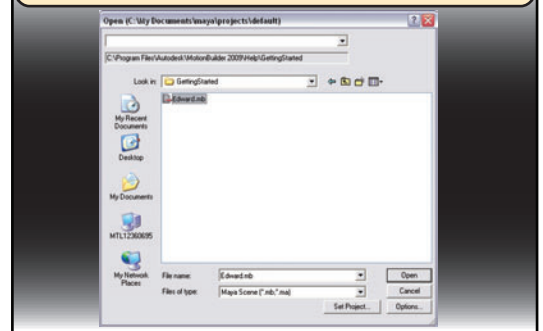 Open (C:\My Documents\maya\projects\default)
C:\Program Files\Autodesk\MotionBuilder 2009\Help\GettingStarted
Look in: GettingStarted
Edward.mb
My Recent
Documents
Desktop
My Documents
MTL12360695
My Network
Places
File name: Edward.mb Open
Files of type: Maya Scene (*.mb;*.ma) Cancel
Set Project... Options...